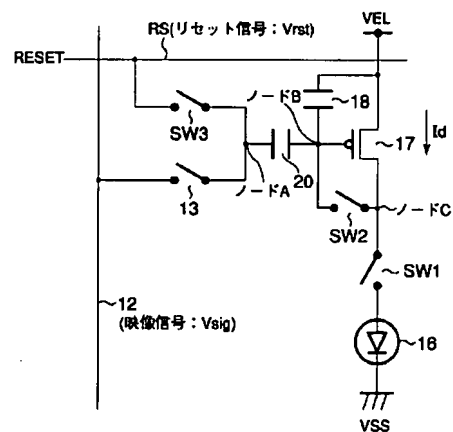 RS(リセット信号：Vrst)
VEL
RESET
ノードB
18
SW3
Id
17
ノードA
20
13
SW2
ノードC
SW1
12
(映像信号：Vsig)
16
VSS